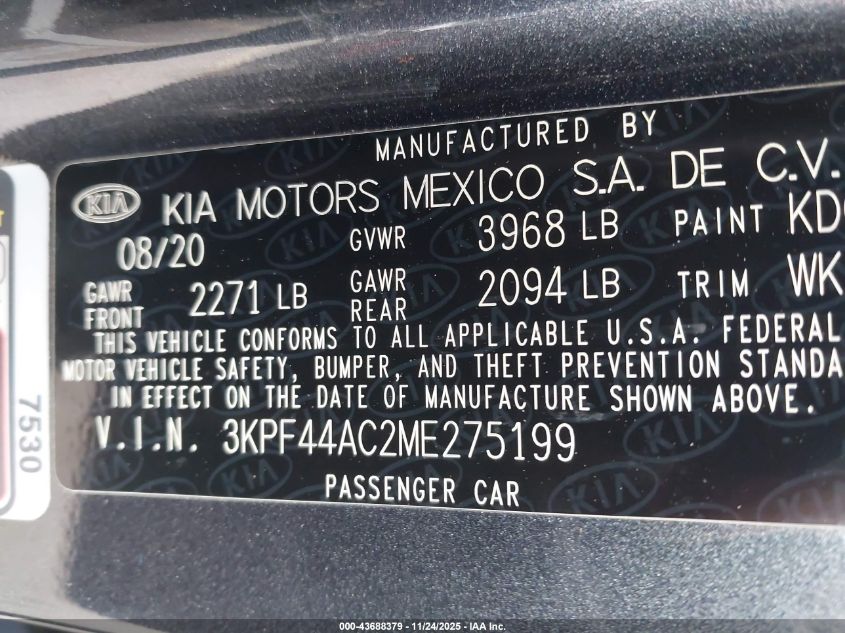 MANUFACTURED BY
KIA KIA MOTORS MEXICO S.A. DE C.V.
08/20 GVWR 3968 LB PAINT
GAWR FRONT 2271 LB GAWR REAR 2094 LB TRIM WK
THIS VEHICLE CONFORMS TO ALL APPLICABLE U.S.A. FEDERAL
MOTOR VEHICLE SAFETY, BUMPER, AND THEFT PREVENTION
IN EFFECT ON THE DATE OF MANUFACTURE SHOWN ABOVE.
V.I.N. 3KPF44AC2ME275199
PASSENGER CAR
7530
000-43688379 - 11/24/2025 - IAA Inc.